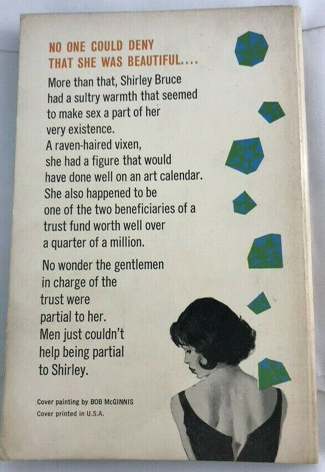 NO ONE COULD DENY
THAT SHE WAS BEAUTIFUL....
More than that, Shirley Bruce
had a sultry warmth that seemed
to make sex a part of her
very existence.
A raven-haired vixen,
she had a figure that would
have done well on an art calendar.
She also happened to be
one of the two beneficiaries of a
trust fund worth well over
a quarter of a million.
No wonder the gentlemen
in charge of the
trust were
partial to her.
Men just couldn't
help being partial
to Shirley.
Cover painting by BOB McGINNIS
Cover printed in U.S.A.